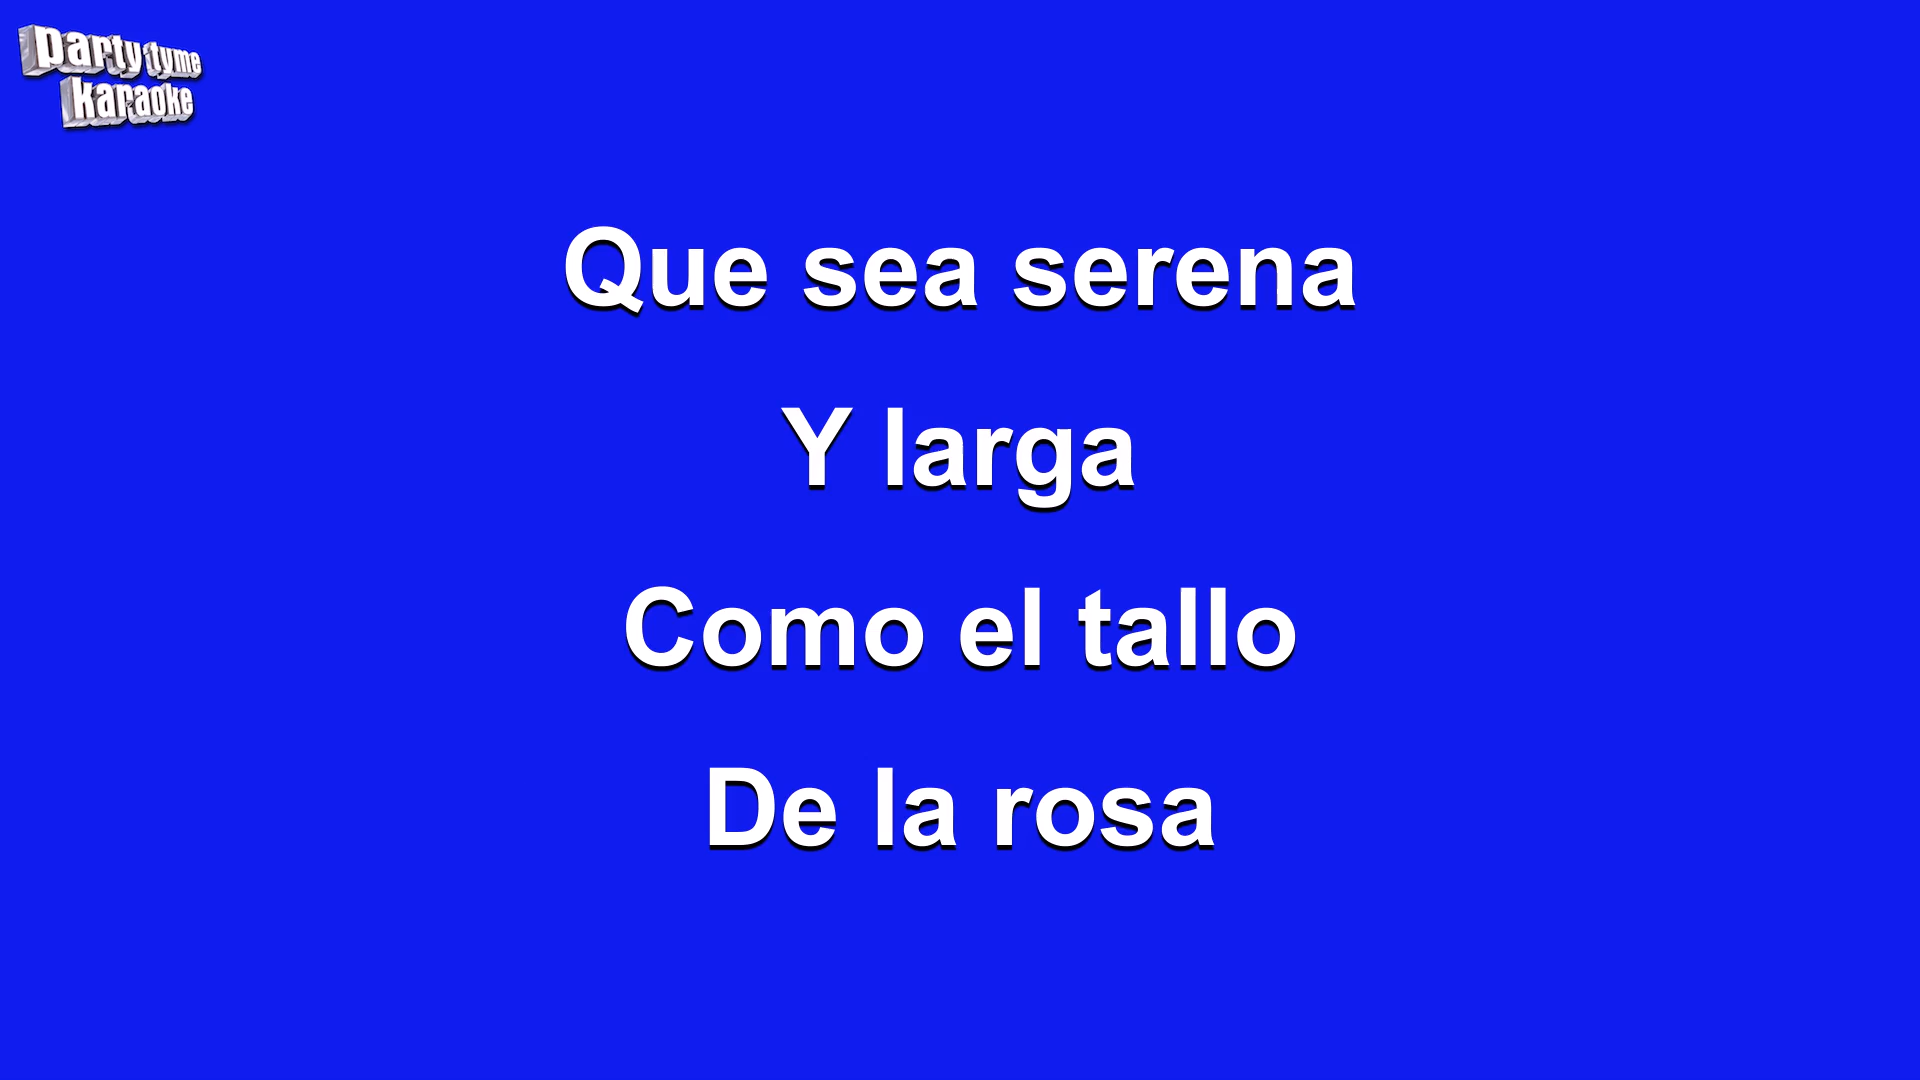 party tyme
karaoke
Que sea serena
Y larga
Como el tallo
De la rosa